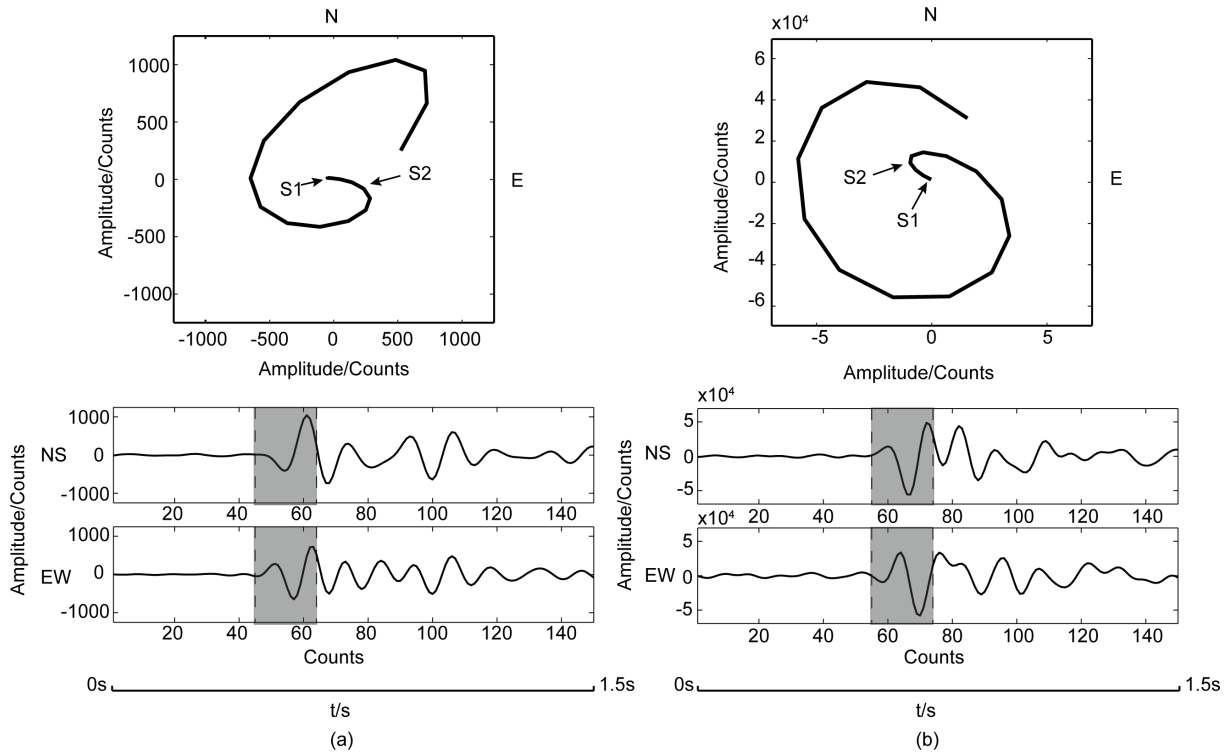 N
1000
500
0
-500
-1000
Amplitude/Counts
S1
S2
E
-1000 -500 0 500 1000
Amplitude/Counts
N
x10⁴
6
4
2
0
-2
-4
-6
Amplitude/Counts
S2
S1
E
-5 0 5
Amplitude/Counts
Amplitude/Counts
NS
1000
0
-1000
20 40 60 80 100 120 140
EW
1000
0
-1000
20 40 60 80 100 120 140
Counts
0s 1.5s
t/s
(a)
Amplitude/Counts
x10⁴
NS
5
0
-5
20 40 60 80 100 120 140
x10⁴
EW
5
0
-5
20 40 60 80 100 120 140
Counts
0s 1.5s
t/s
(b)